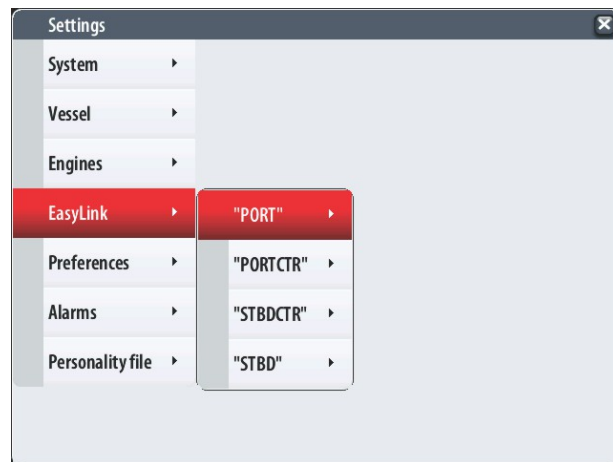 Settings
System
Vessel
Engines
EasyLink
Preferences
Alarms
Personality file
"PORT"
"PORTCTR"
"STBDCTR"
"STBD"